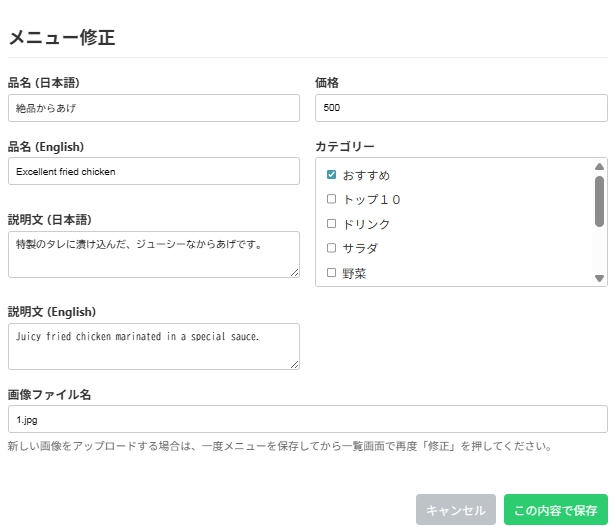 メニュー修正
品名 (日本語)
絶品からあげ
価格
500
品名 (English)
Excellent fried chicken
カテゴリー
おすすめ
トップ１０
ドリンク
サラダ
野菜
説明文 (日本語)
特製のタレに漬け込んだ、ジューシーなからあげです。
説明文 (English)
Juicy fried chicken marinated in a special sauce.
画像ファイル名
1.jpg
新しい画像をアップロードする場合は、一度メニューを保存してから一覧画面で再度「修正」を押してください。
キャンセル
この内容で保存